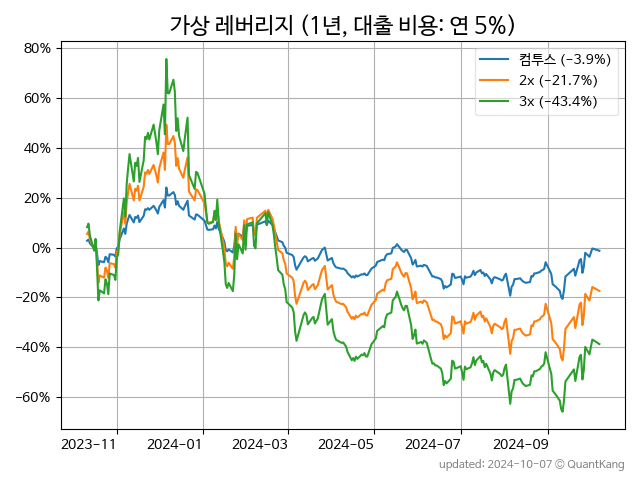 가상 레버리지 (1년, 대출 비용: 연 5%)
80%
60%
40%
20%
0%
−20%
−40%
−60%
컴투스 (−3.9%)
2x (−21.7%)
3x (−43.4%)
2023-11
2024-01
2024-03
2024-05
2024-07
2024-09
updated: 2024-10-07 © QuantKang